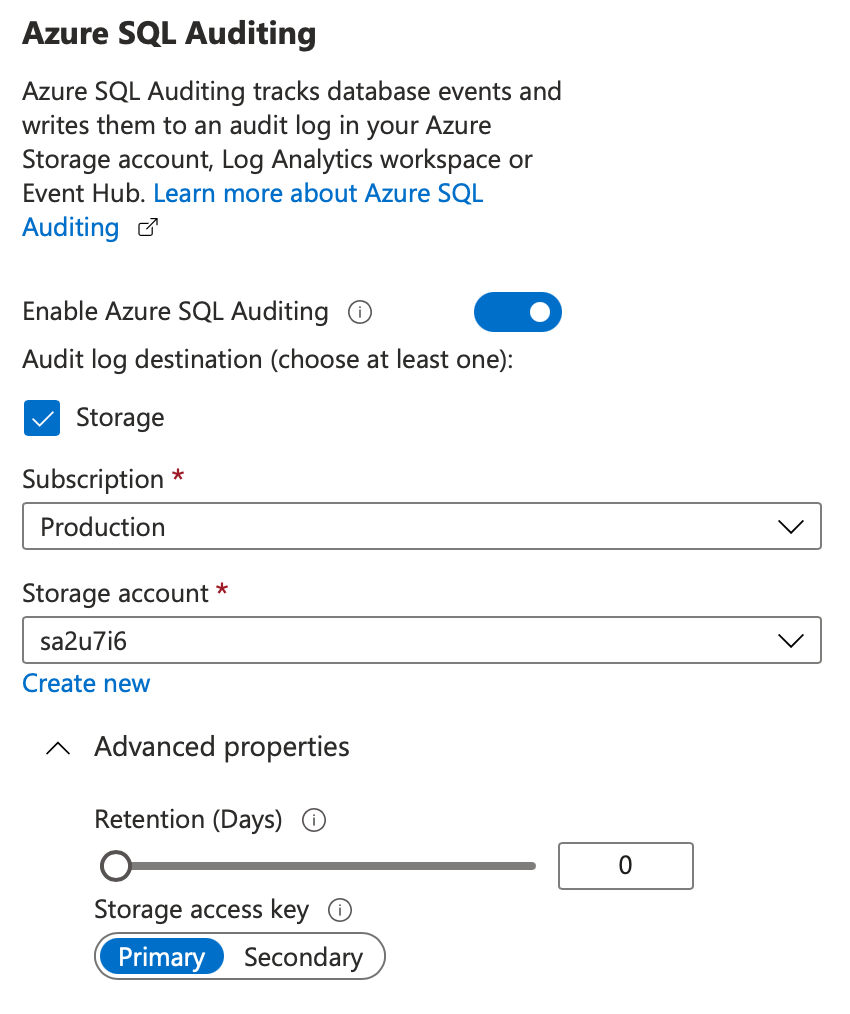 Azure SQL Auditing
Azure SQL Auditing tracks database events and
writes them to an audit log in your Azure
Storage account, Log Analytics workspace or
Event Hub. Learn more about Azure SQL
Auditing
Enable Azure SQL Auditing
Audit log destination (choose at least one):
Storage
Subscription *
Production
Storage account *
sa2u7i6
Create new
Advanced properties
Retention (Days)
0
Storage access key
Primary Secondary